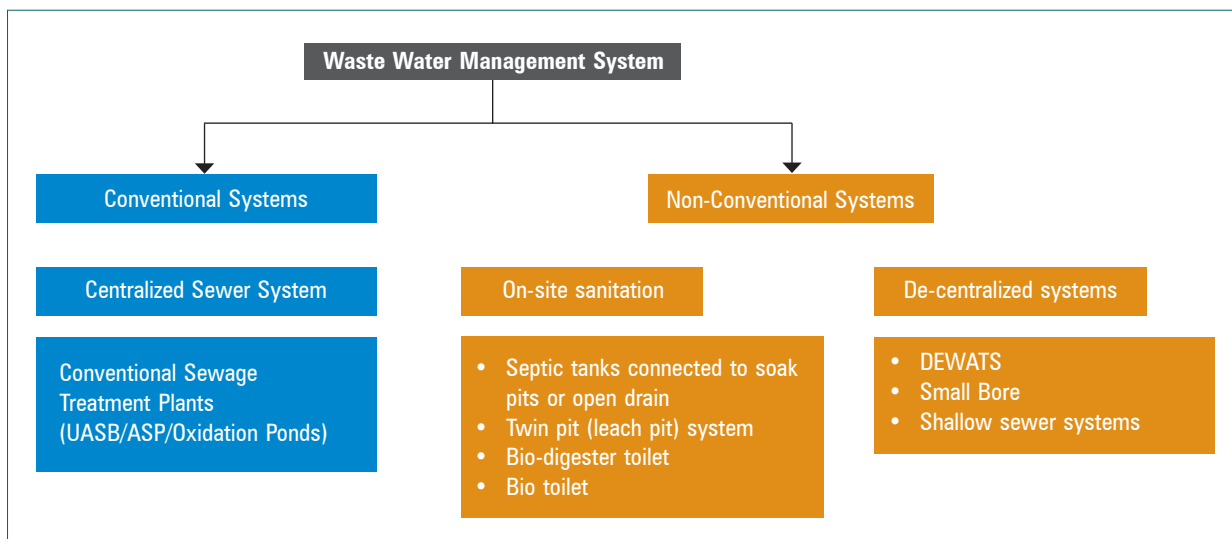 Waste Water Management System
Conventional Systems
Non-Conventional Systems
Centralized Sewer System
On-site sanitation
De-centralized systems
Conventional Sewage
Treatment Plants
(UASB/ASP/Oxidation Ponds)
• Septic tanks connected to soak
pits or open drain
• Twin pit (leach pit) system
• Bio-digester toilet
• Bio toilet
• DEWATS
• Small Bore
• Shallow sewer systems